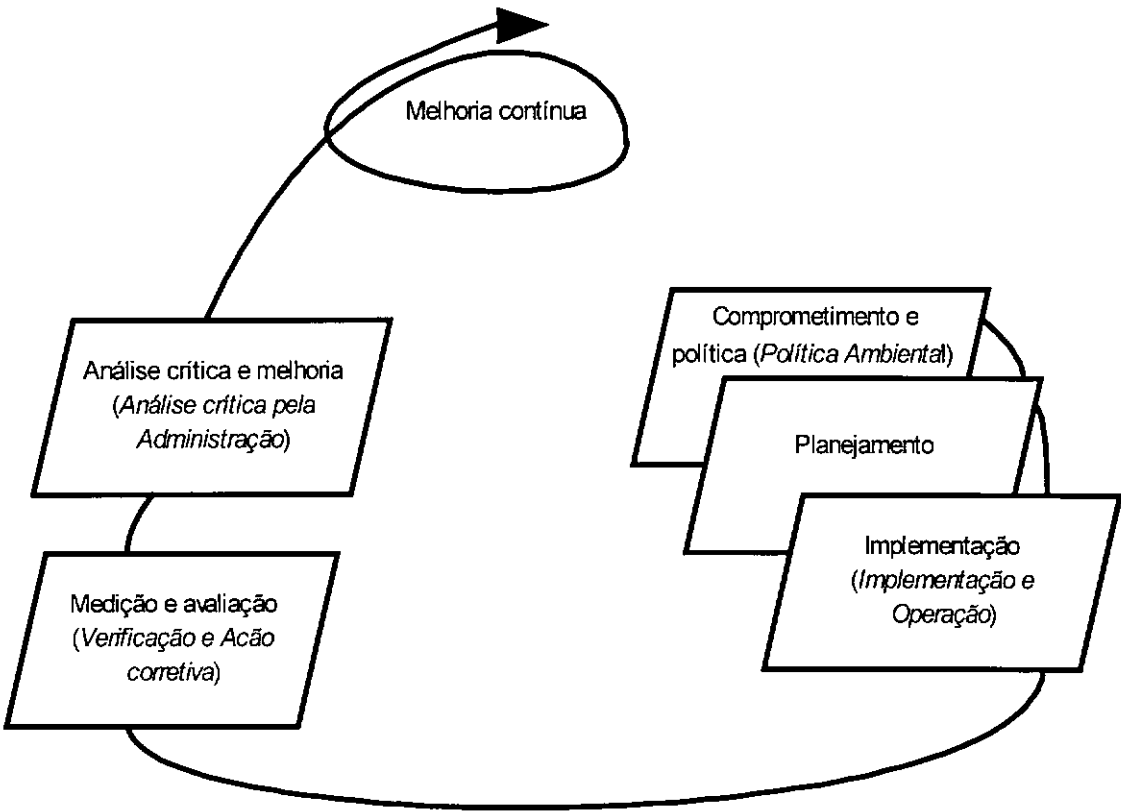 Melhoria contínua
Comprometimento e
política (Política Ambiental)
Planejamento
Implementação
(Implementação e
Operação)
Medição e avaliação
(Verificação e Acão
corretiva)
Análise crítica e melhoria
(Análise crítica pela
Administração)